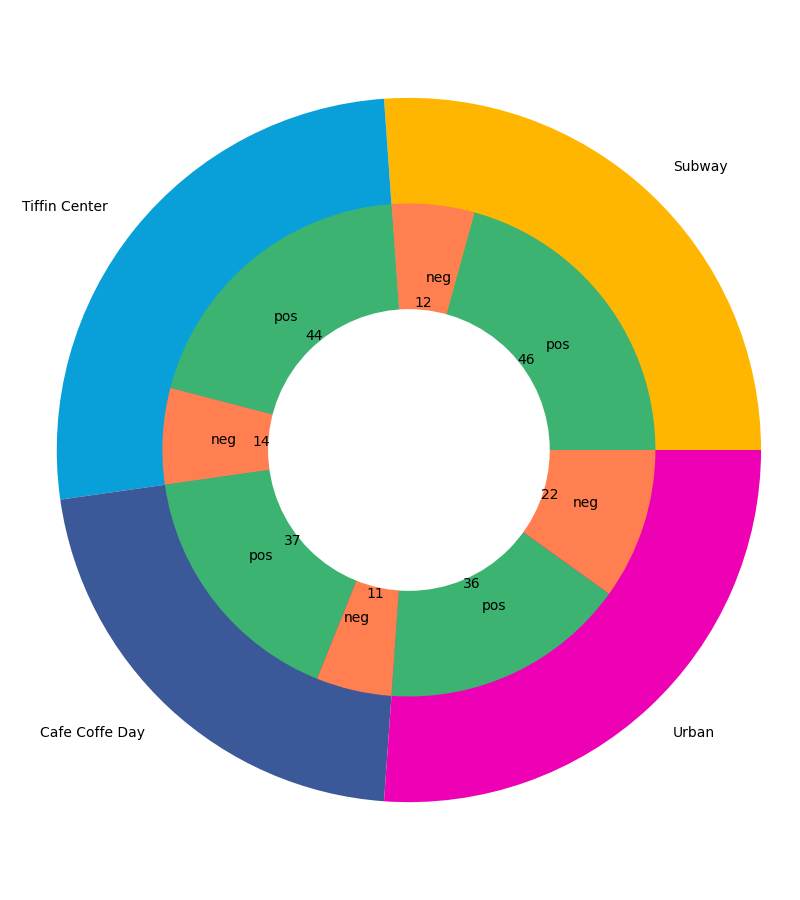 Subway
Tiffin Center
neg
12
pos
44
pos
46
neg
14
22
neg
37
pos
36
pos
11
neg
Cafe Coffe Day
Urban